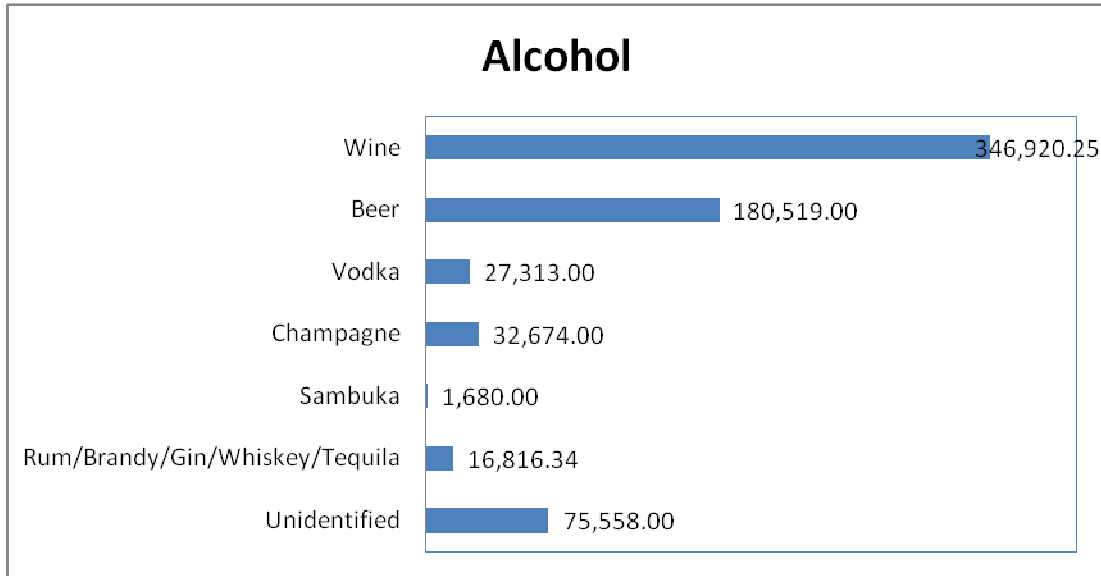 Alcohol
Wine 346,920.25
Beer 180,519.00
Vodka 27,313.00
Champagne 32,674.00
Sambuka 1,680.00
Rum/Brandy/Gin/Whiskey/Tequila 16,816.34
Unidentified 75,558.00